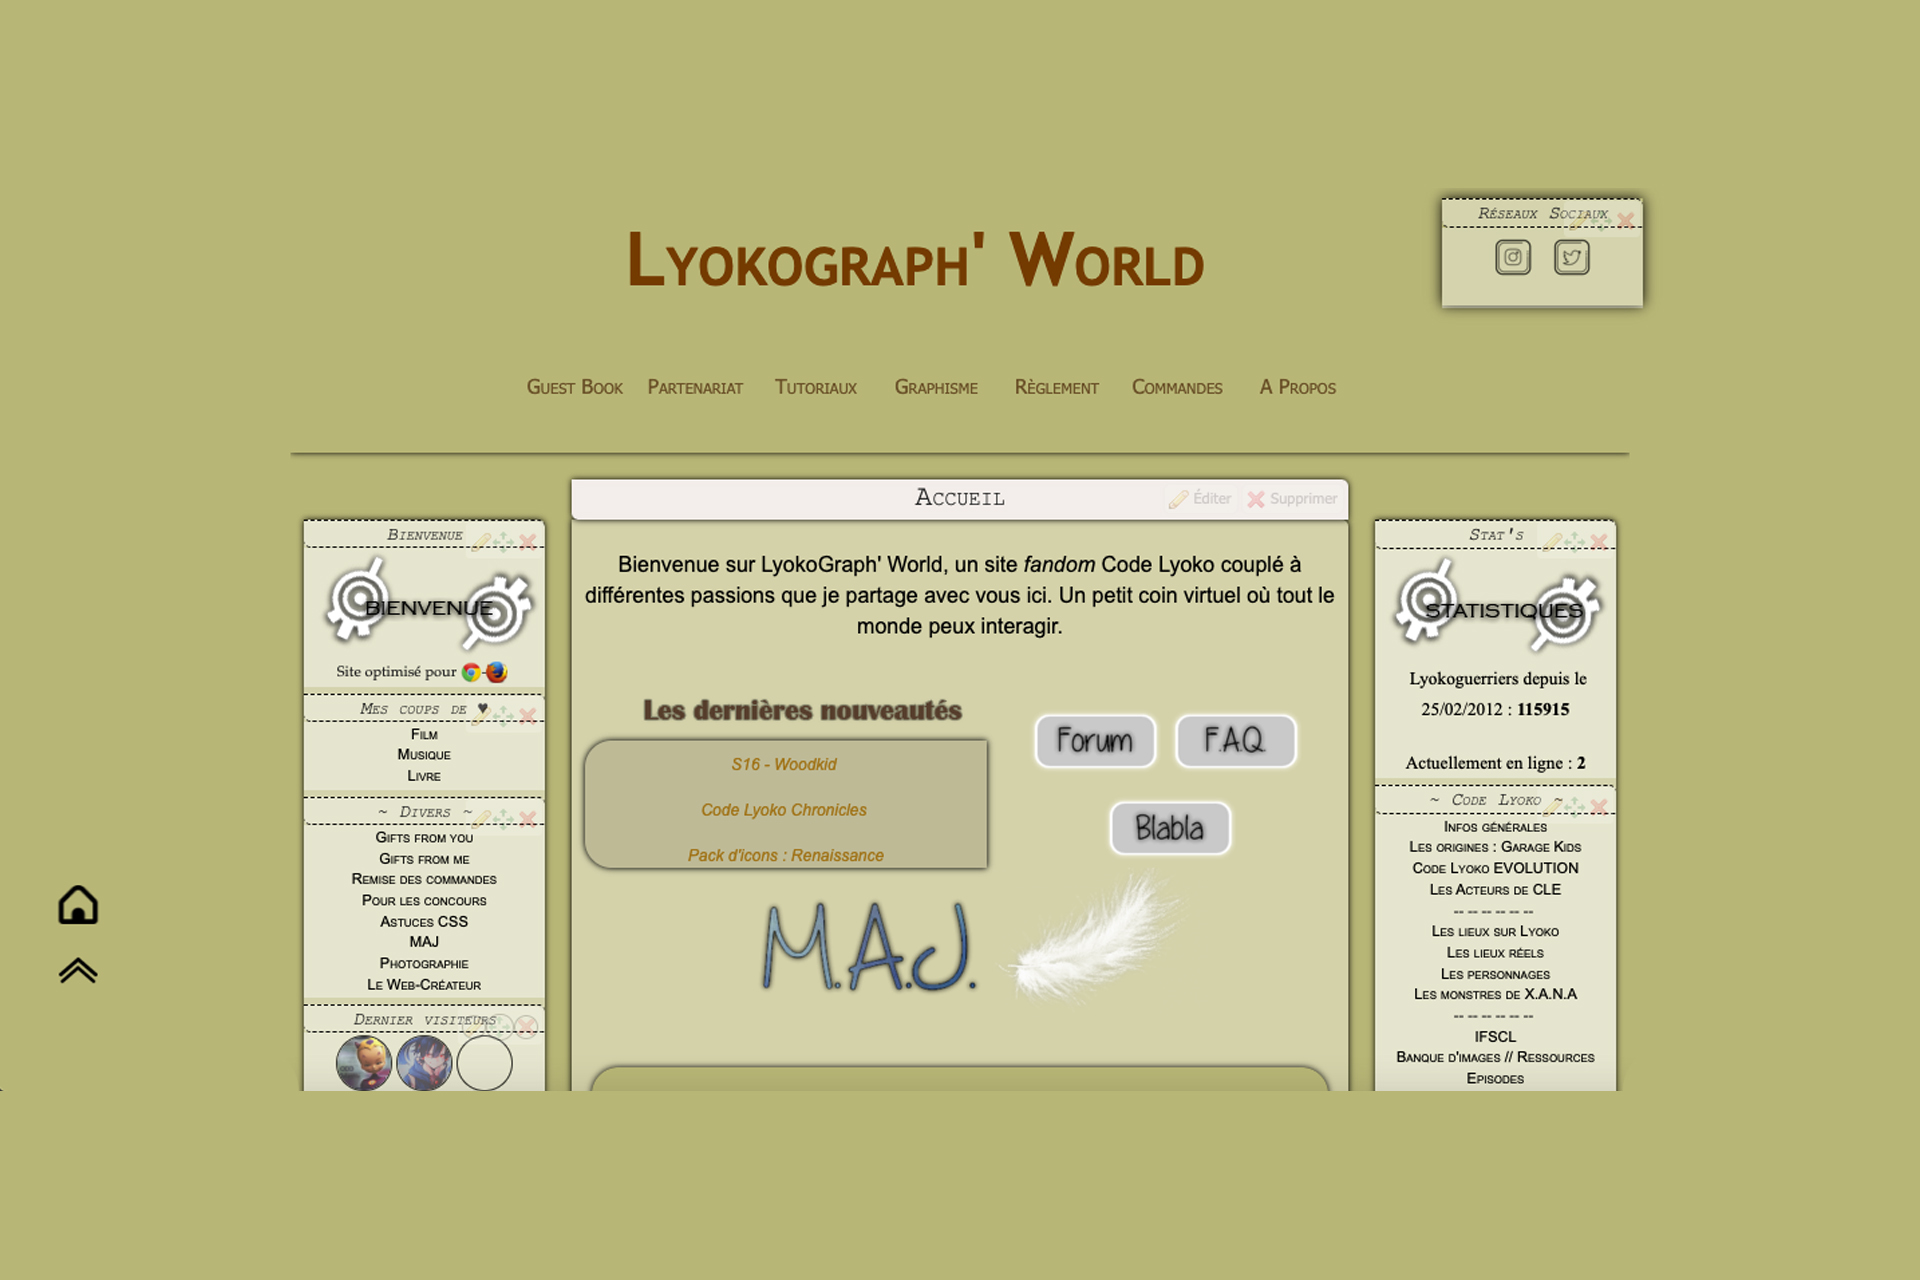 Lyokograph' World
Réseaux Sociaux
Guest Book Partenariat Tutoriaux Graphisme Règlement Commandes A Propos
Bienvenue
BIENVENUE
Site optimisé pour -
Mes coups de ♥
Film
Musique
Livre
~ Divers ~
Gifts from you
Gifts from me
Remise des commandes
Pour les concours
Astuces CSS
MAJ
Photographie
Le Web-Créateur
Dernier visiteurs
Accueil
Éditer Supprimer
Bienvenue sur LyokoGraph' World, un site fandom Code Lyoko couplé à
différentes passions que je partage avec vous ici. Un petit coin virtuel où tout le
monde peux interagir.
Les dernières nouveautés
S16 - Woodkid
Code Lyoko Chronicles
Pack d'icons : Renaissance
Forum F.A.Q.
Blabla
M.A.J.
Stat's
STATISTIQUES
Lyokoguerriers depuis le
25/02/2012 : 115915
Actuellement en ligne : 2
~ Code Lyoko ~
Infos générales
Les origines : Garage Kids
Code Lyoko EVOLUTION
Les Acteurs de CLE
-- -- -- -- -- --
Les lieux sur Lyoko
Les lieux réels
Les personnages
Les monstres de X.A.N.A
-- -- -- -- -- --
IFSCL
Banque d'images // Ressources
Episodes